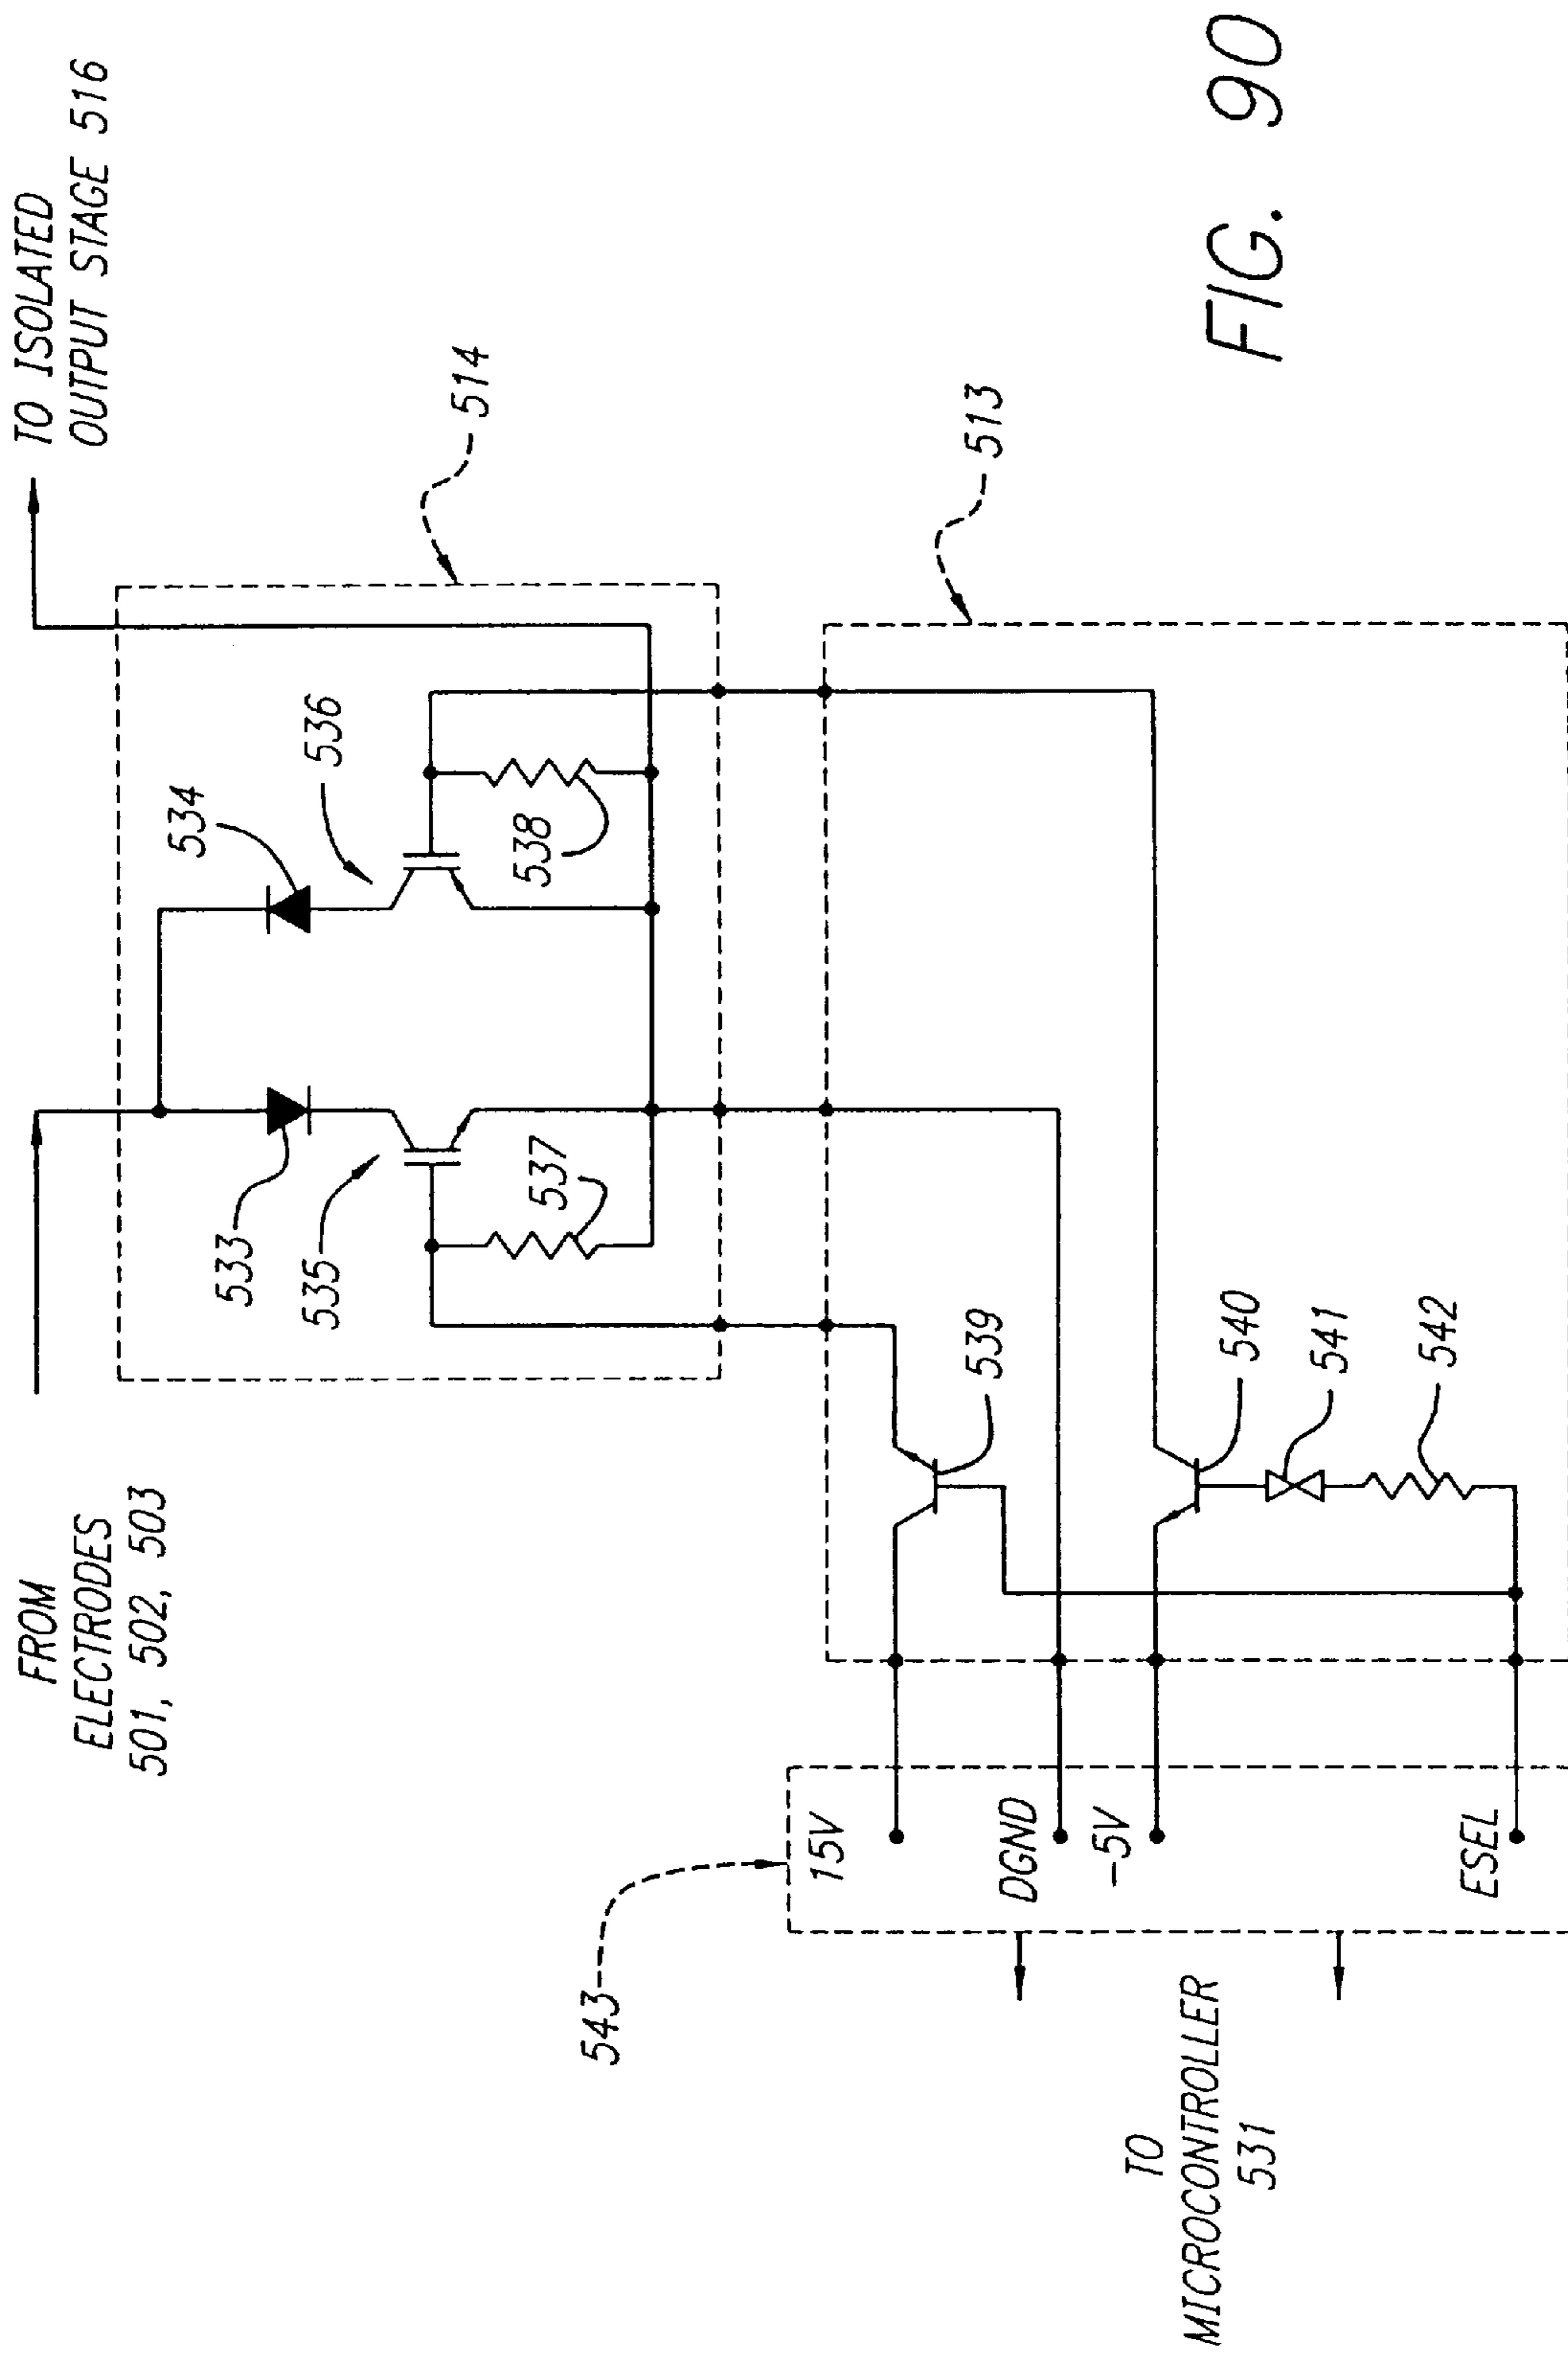 TO ISOLATED
OUTPUT STAGE 516
514
534
536
538
533
535
537
513
FROM
ELECTRODES
501, 502, 503
539
540
541
542
543
15V
DGND
-5V
ESEL
TO
MICROCONTROLLER
531
FIG. 90